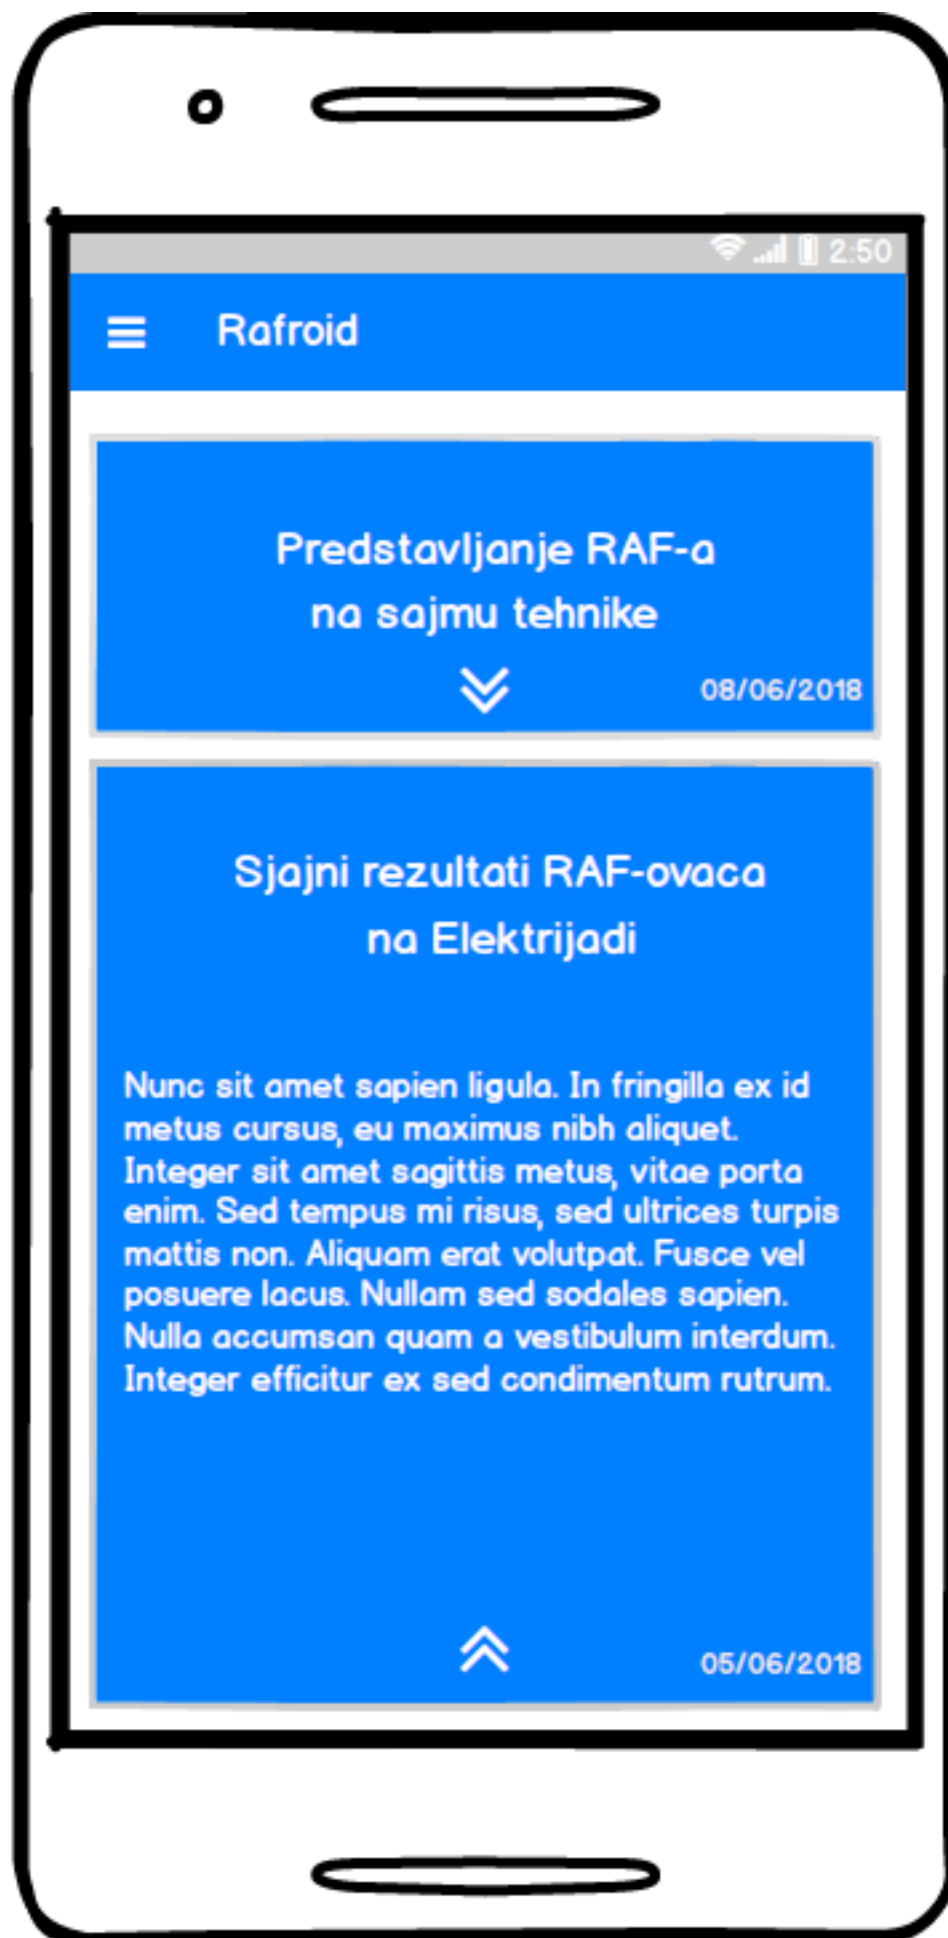 2:50
Rafroid
Predstavljanje RAF-a
na sajmu tehnike
08/06/2018
Sjajni rezultati RAF-ovaca
na Elektrijadi
Nunc sit amet sapien ligula. In fringilla ex id
metus cursus, eu maximus nibh aliquet.
Integer sit amet sagittis metus, vitae porta
enim. Sed tempus mi risus, sed ultrices turpis
mattis non. Aliquam erat volutpat. Fusce vel
posuere lacus. Nullam sed sodales sapien.
Nulla accumsan quam a vestibulum interdum.
Integer efficitur ex sed condimentum rutrum.
05/06/2018